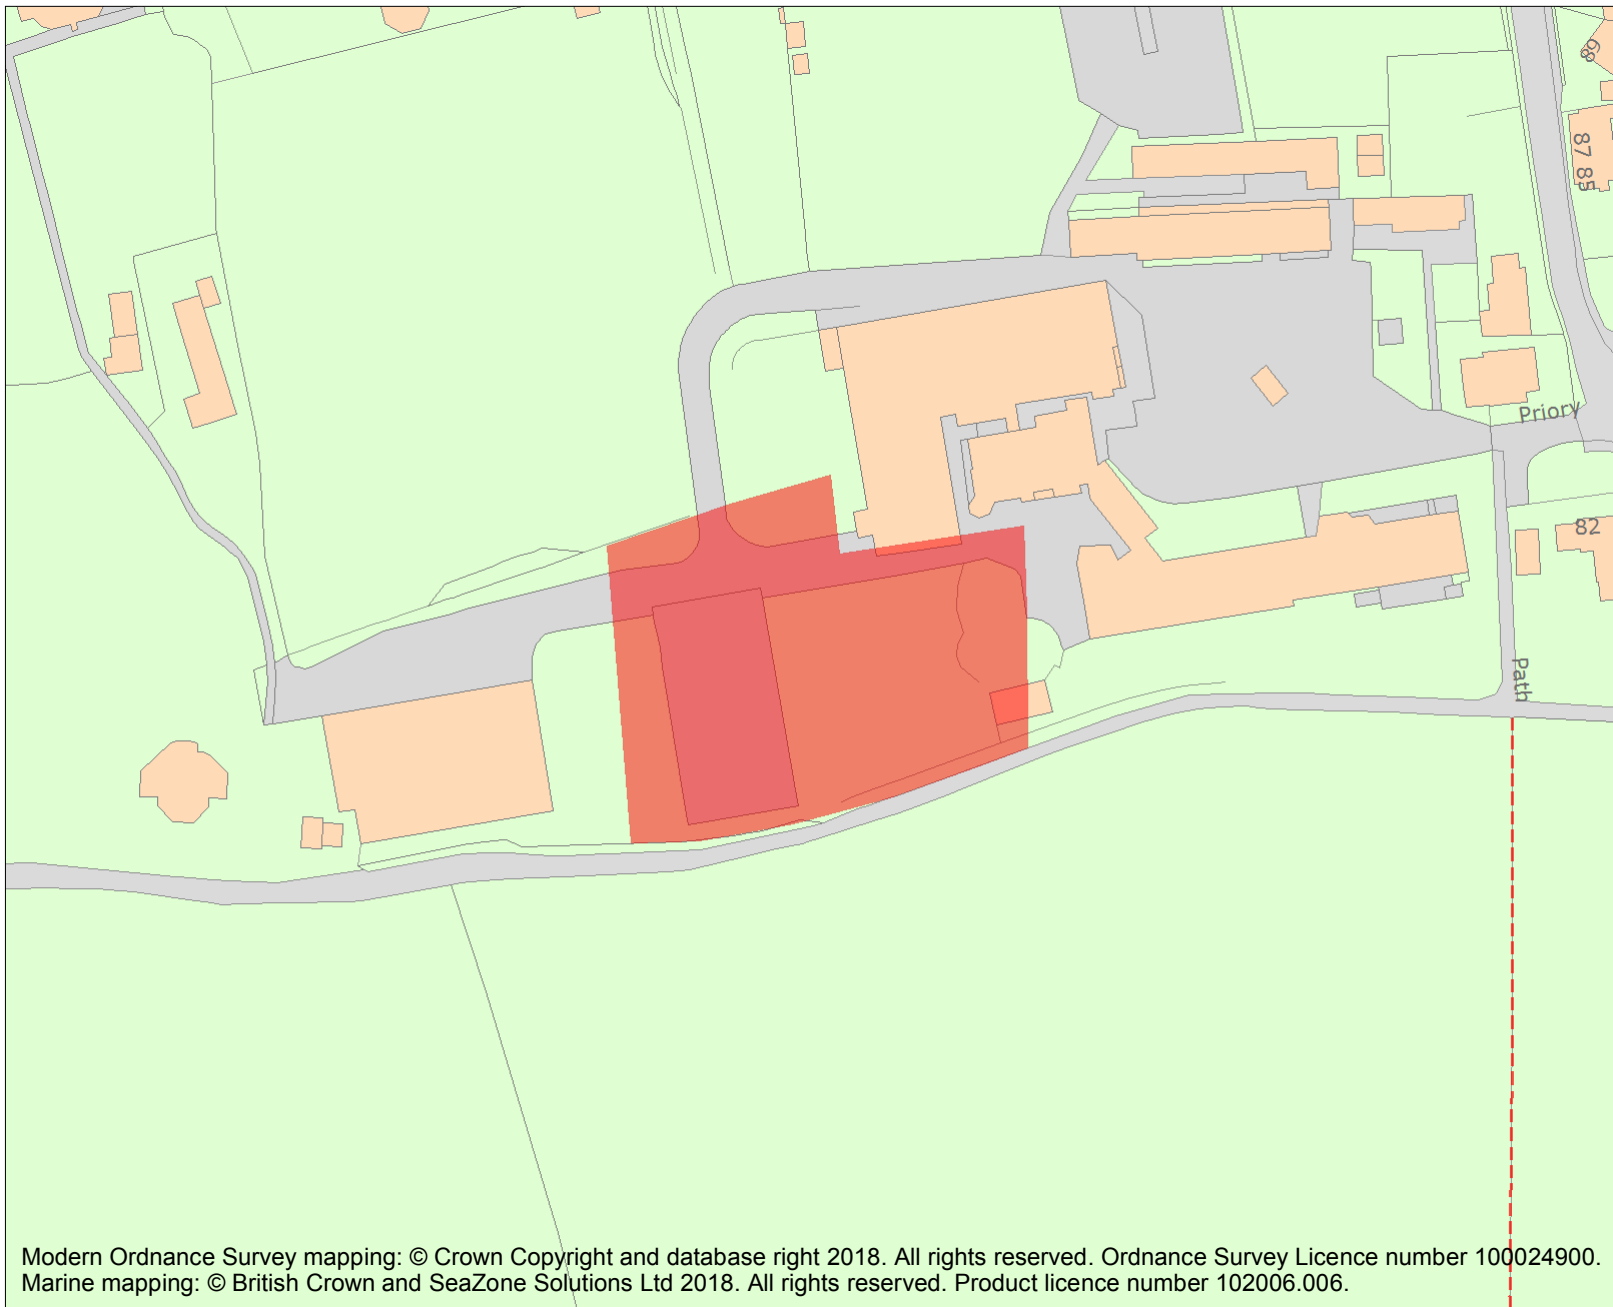 89
87 85
Priory
82
Path
Modern Ordnance Survey mapping: © Crown Copyright and database right 2018. All rights reserved. Ordnance Survey Licence number 100024900.
Marine mapping: © British Crown and SeaZone Solutions Ltd 2018. All rights reserved. Product licence number 102006.006.